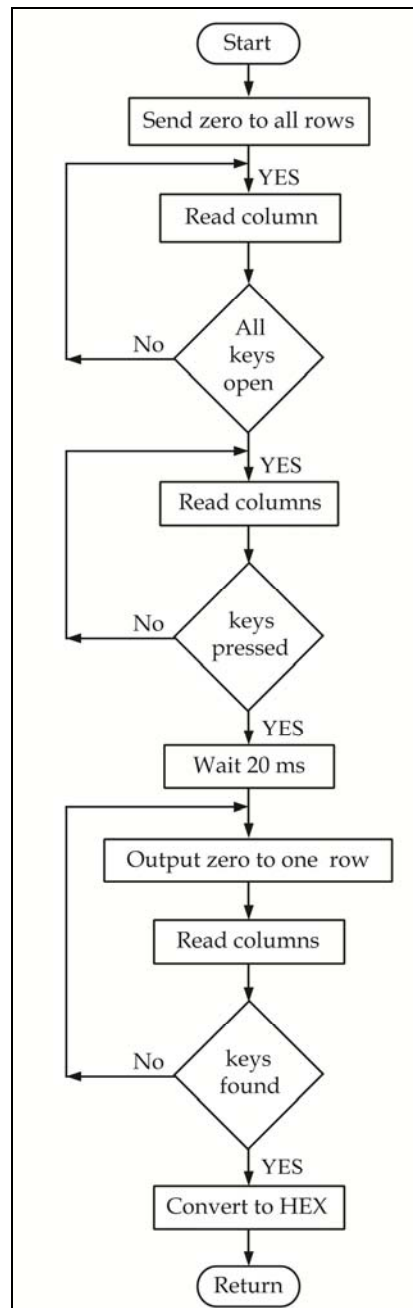 Start
Send zero to all rows
YES
Read column
All
keys
open
No
YES
Read columns
keys
pressed
No
YES
Wait 20 ms
Output zero to one row
Read columns
keys
found
No
YES
Convert to HEX
Return